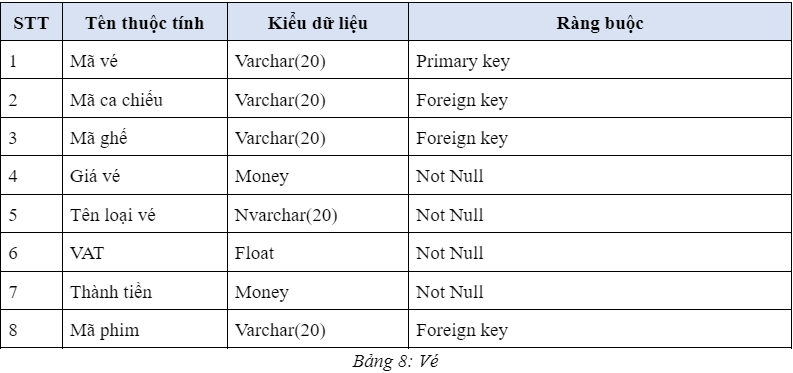 STT Tên thuộc tính Kiểu dữ liệu Ràng buộc
1 Mã vé Varchar(20) Primary key
2 Mã ca chiếu Varchar(20) Foreign key
3 Mã ghế Varchar(20) Foreign key
4 Giá vé Money Not Null
5 Tên loại vé Nvarchar(20) Not Null
6 VAT Float Not Null
7 Thành tiền Money Not Null
8 Mã phim Varchar(20) Foreign key
Bảng 8: Vé